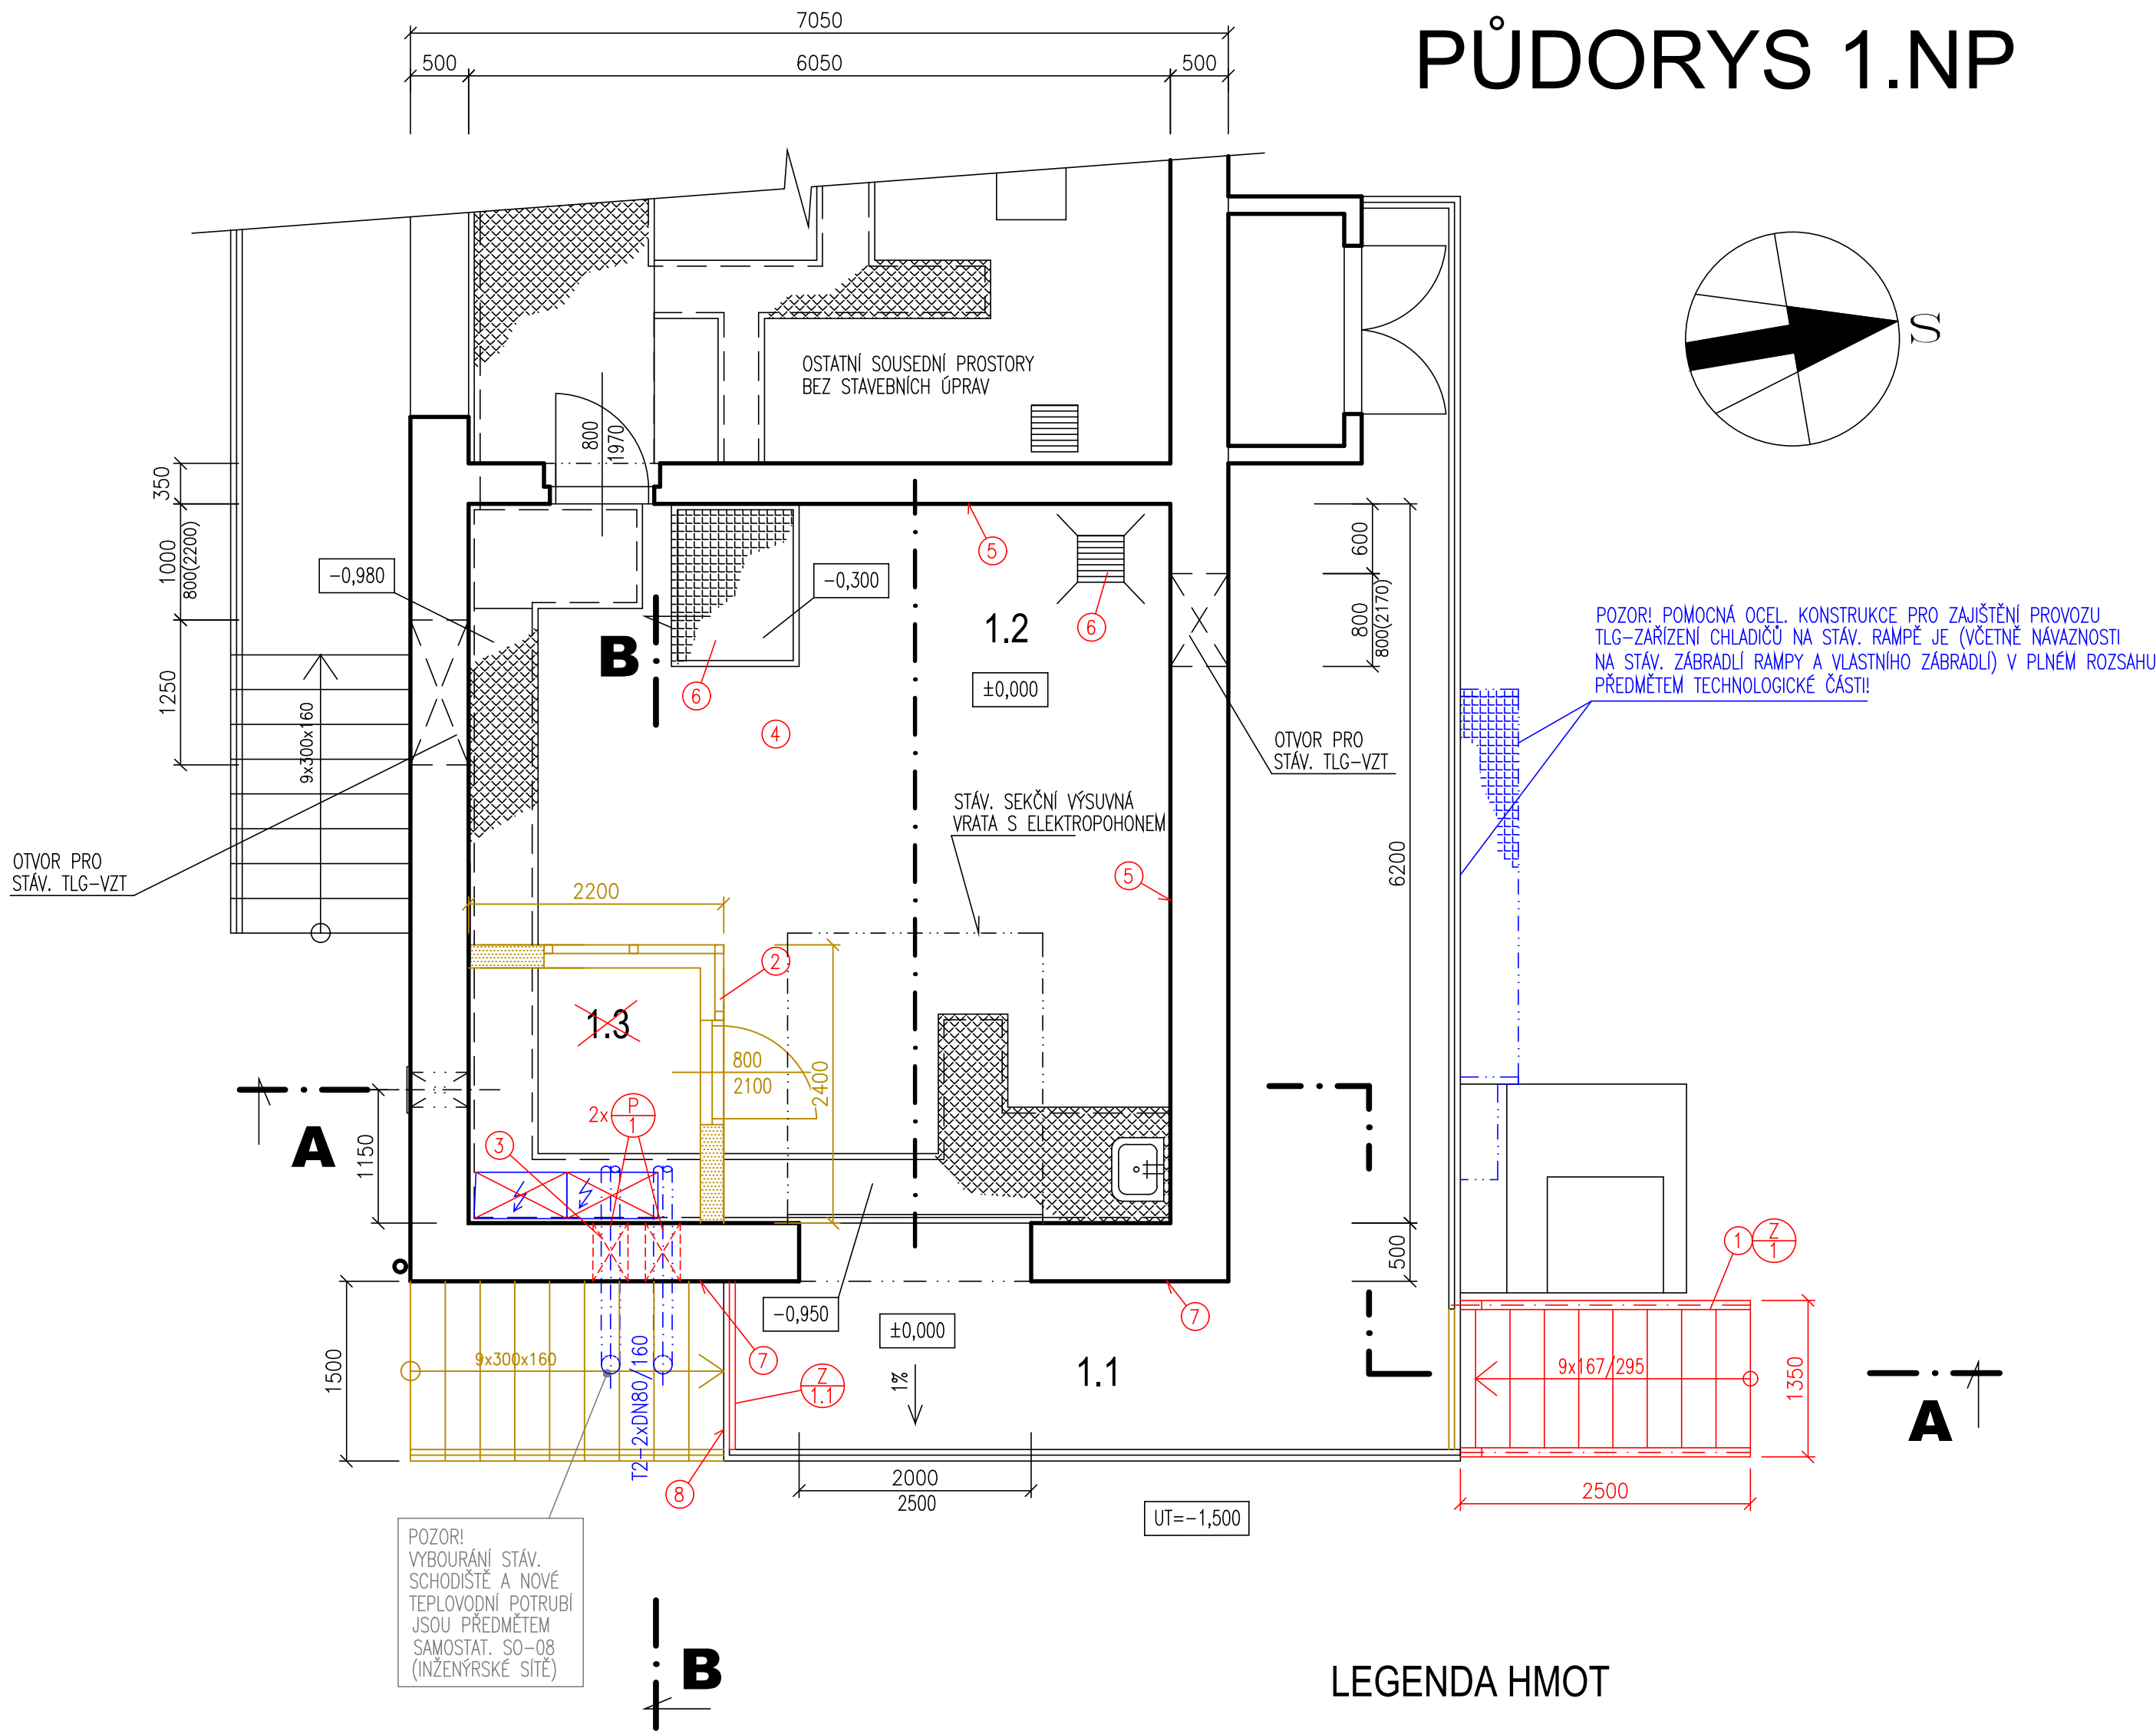 PŮDORYS 1.NP
7050
500
6050
500
S
OSTATNÍ SOUSEDNÍ PROSTORY
BEZ STAVEBNÍCH ÚPRAV
800
1970
350
1000
800(2200)
1250
-0,980
-0,300
5
6
1.2
±0,000
B
6
4
600
800
800(2170)
6200
500
POZOR! POMOCNÁ OCEL. KONSTRUKCE PRO ZAJIŠTĚNÍ PROVOZU
TLG-ZAŘÍZENÍ CHLADIČŮ NA STÁV. RAMPĚ JE (VČETNĚ NÁVAZNOSTI
NA STÁV. ZÁBRADLÍ RAMPY A VLASTNÍHO ZÁBRADLÍ) V PLNÉM ROZSAHU
PŘEDMĚTEM TECHNOLOGICKÉ ČÁSTI!
OTVOR PRO
STÁV. TLG-VZT
9x300x160
OTVOR PRO
STÁV. TLG-VZT
STÁV. SEKČNÍ VÝSUVNÁ
VRATA S ELEKTROPOHONEM
5
2200
2
1.3
800
2100
2400
2x
P
1
3
A
1150
1
Z
1
7
7
-0,950
±0,000
1.1
1%
Z
1.1
9x300x160
T2-2xDN80/160
1500
9x167/295
1350
A
8
2000
2500
2500
UT=-1,500
POZOR!
VYBOURÁNÍ STÁV.
SCHODIŠTĚ A NOVÉ
TEPLOVODNÍ POTRUBÍ
JSOU PŘEDMĚTEM
SAMOSTAT. SO-08
(INŽENÝRSKÉ SÍTĚ)
B
LEGENDA HMOT